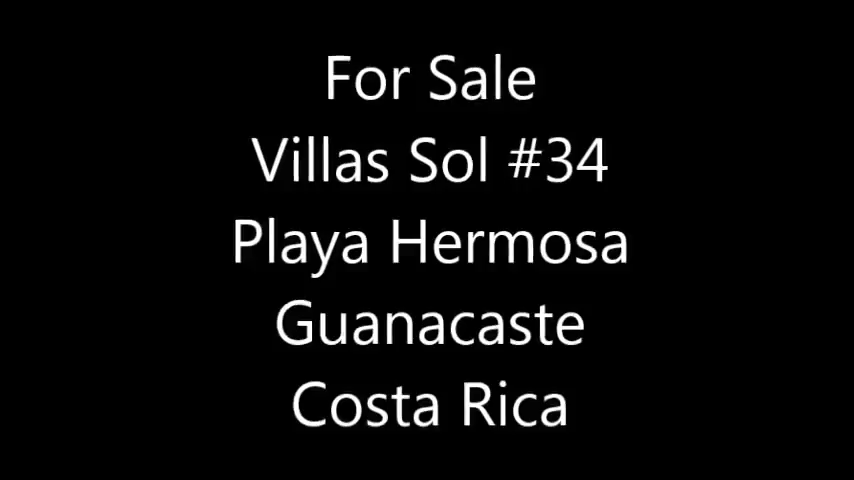 For Sale
Villas Sol #34
Playa Hermosa
Guanacaste
Costa Rica